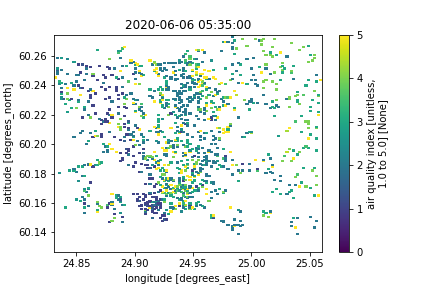 2020-06-06 05:35:00
60.26
60.24
60.22
60.20
60.18
60.16
60.14
latitude [degrees_north]
24.85 24.90 24.95 25.00 25.05
longitude [degrees_east]
5
4
3
2
1
0
air quality index [unitless,
1.0 to 5.0] [None]